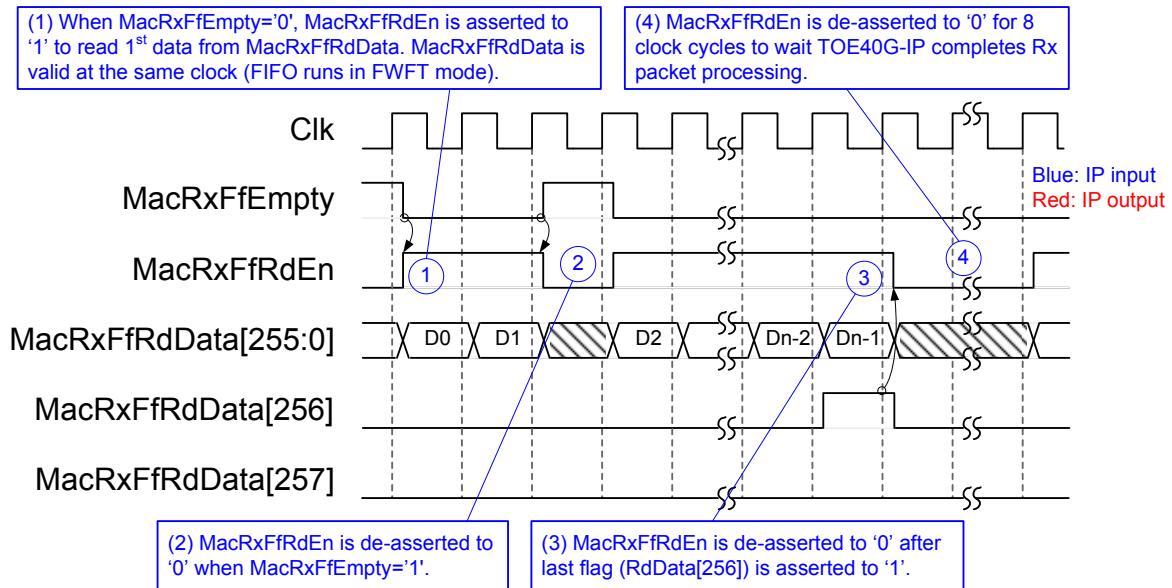 (1) When MacRxFfEmpty='0', MacRxFfRdEn is asserted to
‘1’ to read 1st data from MacRxFfRdData. MacRxFfRdData is
valid at the same clock (FIFO runs in FWFT mode).
(4) MacRxFfRdEn is de-asserted to ‘0’ for 8
clock cycles to wait TOE40G-IP completes Rx
packet processing.
Clk
Blue: IP input
Red: IP output
MacRxFfEmpty
MacRxFfRdEn
1
2
3
4
MacRxFfRdData[255:0]
D0
D1
D2
Dn-2
Dn-1
MacRxFfRdData[256]
MacRxFfRdData[257]
(2) MacRxFfRdEn is de-asserted to
‘0’ when MacRxFfEmpty=’1’.
(3) MacRxFfRdEn is de-asserted to ‘0’ after
last flag (RdData[256]) is asserted to ‘1’.